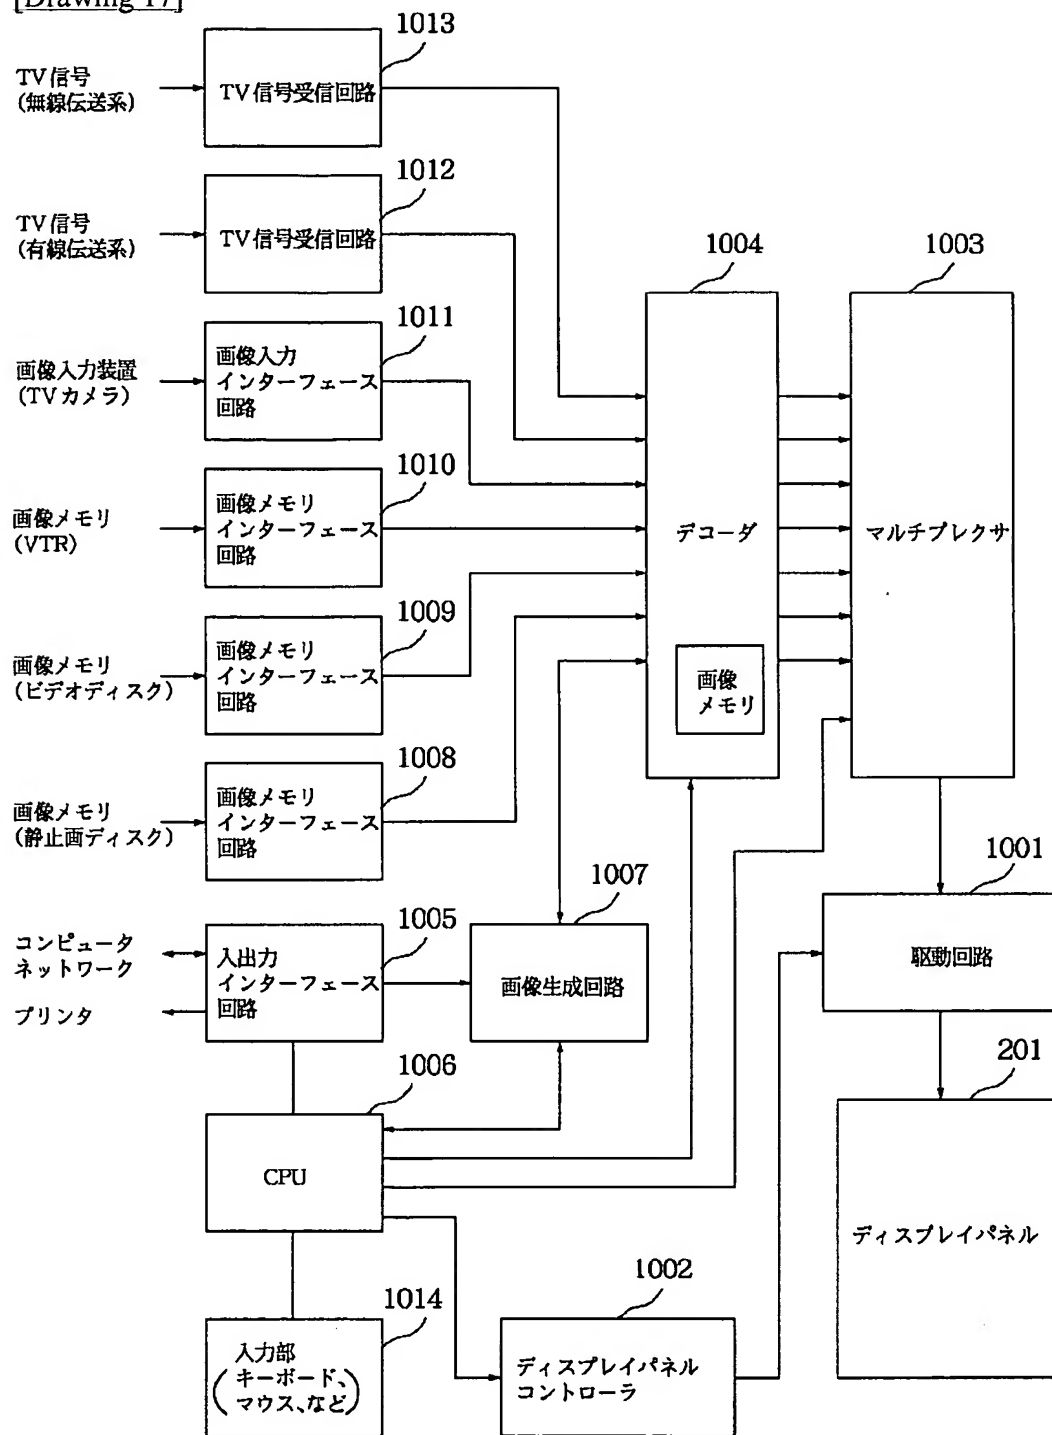 [Drawing 17]
1013
TV信号
(無線伝送系)
TV信号受信回路
1012
TV信号
(有線伝送系)
TV信号受信回路
1004
1003
1011
画像入力装置
(TVカメラ)
画像入力
インターフェース
回路
1010
画像メモリ
(VTR)
画像メモリ
インターフェース
回路
デコーダ
マルチプレクサ
1009
画像メモリ
(ビデオディスク)
画像メモリ
インターフェース
回路
画像
メモリ
1008
画像メモリ
(静止画ディスク)
画像メモリ
インターフェース
回路
1007
1001
1005
コンピュータ
ネットワーク
プリンタ
入出力
インターフェース
回路
画像生成回路
駆動回路
1006
201
CPU
ディスプレイパネル
1014
1002
入力部
(キーボード、
マウス、など)
ディスプレイパネル
コントローラ